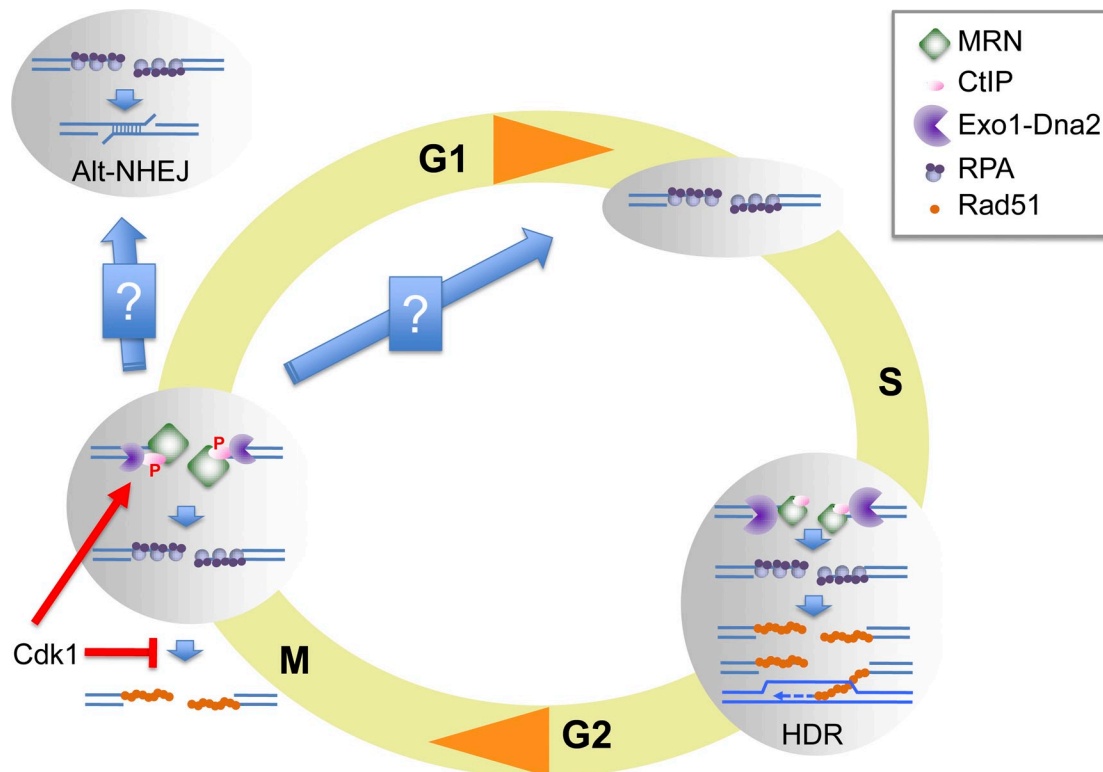 MRN
CtIP
Exo1-Dna2
RPA
Rad51
Alt-NHEJ
G1
?
?
S
P
P
Cdk1
M
G2
HDR